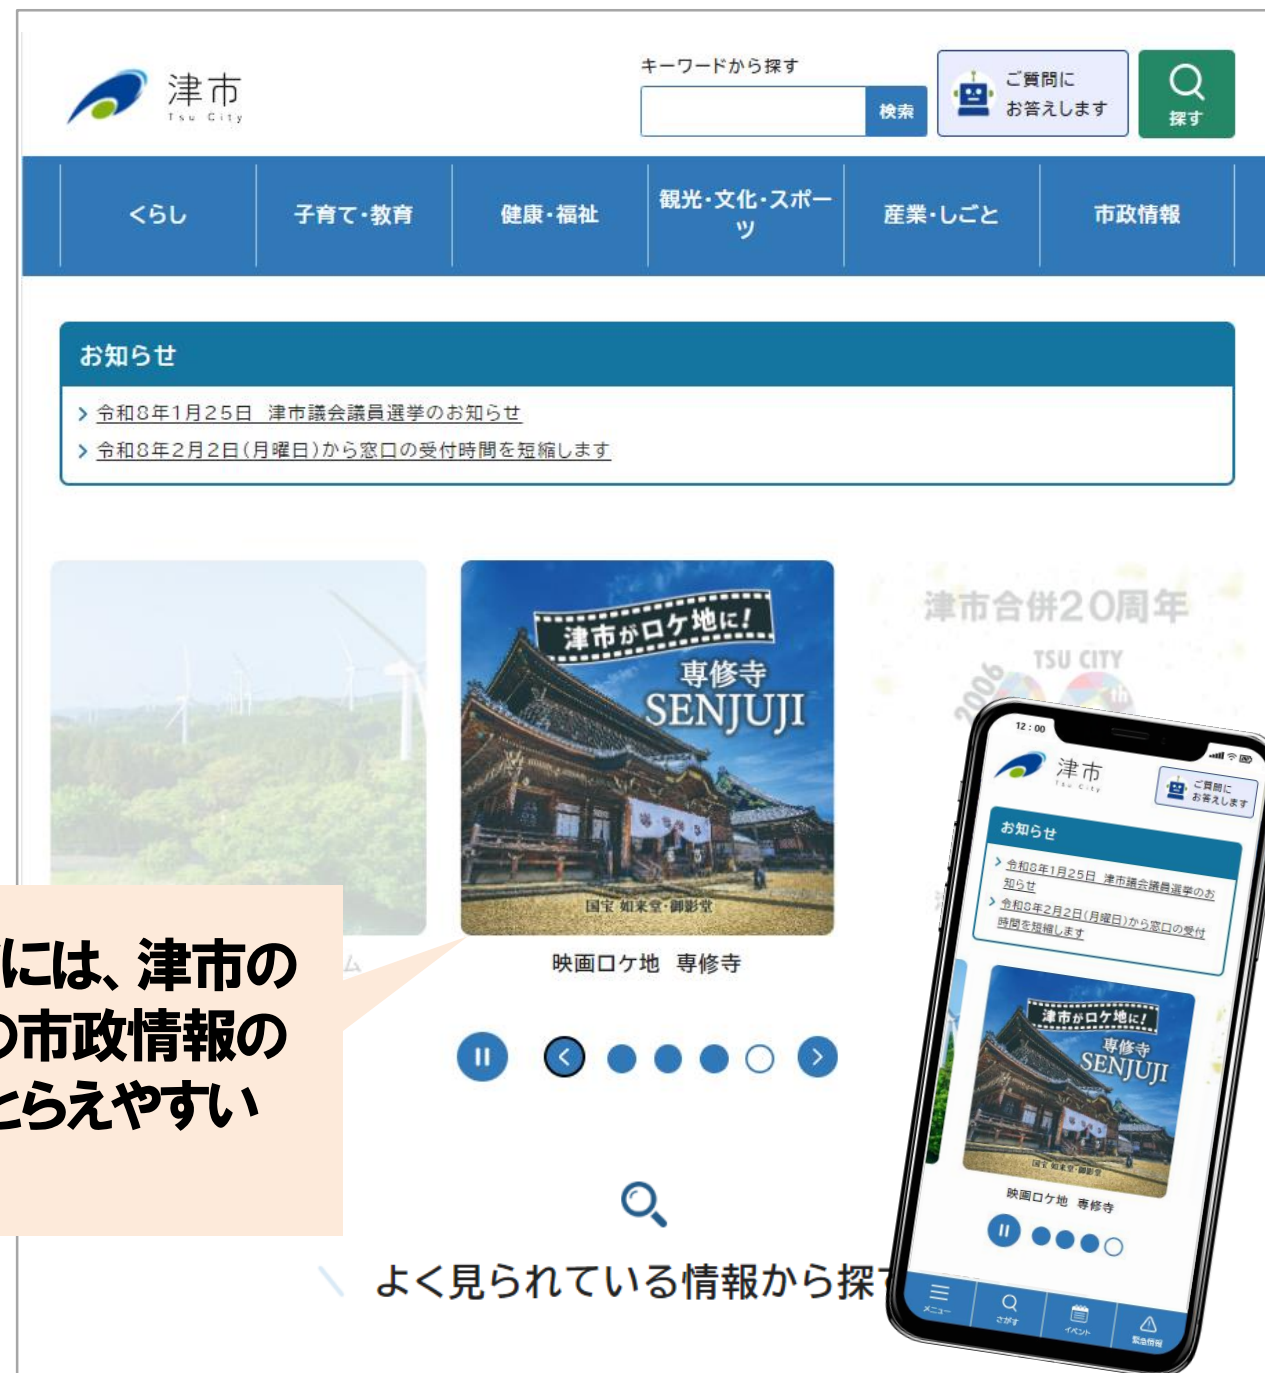 津市
Tsu City
キーワードから探す
検索
ご質問に
お答えします
探す
くらし
子育て・教育
健康・福祉
観光・文化・スポー
ツ
産業・しごと
市政情報
お知らせ
令和8年1月25日 津市議会議員選挙のお知らせ
令和8年2月2日(月曜日)から窓口の受付時間を短縮します
津市がロケ地に!
専修寺
SENJUJI
国宝 如来堂・御影堂
映画ロケ地 専修寺
津市合併20周年
TSU CITY
2006
th
ム
には、津市の
の市政情報の
とらえやすい
よく見られている情報から探
12:00
津市
Tsu City
ご質問に
お答えします
お知らせ
令和8年1月25日 津市議会議員選挙のお
知らせ
令和8年2月2日(月曜日)から窓口の受付
時間を短縮します
津市がロケ地に!
専修寺
SENJUJI
国宝 如来堂・御影堂
映画ロケ地 専修寺
メニュー
さがす
イベント
緊急情報